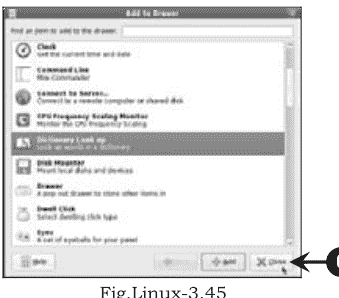 Add to Drawer
Find an item to add to the drawer:
Clock
Get the current time and date
Command Line
Mini-Commander
Connect to Server...
Connect to a remote computer or shared disk
CPU Frequency Scaling Monitor
Monitor the CPU Frequency Scaling
Dictionary Look up
Look up words in a dictionary
Disk Mounter
Mount local disks and devices
Drawer
A pop out drawer to store other items in
Dwell Click
Select dwelling click type
Eyes
A set of eyeballs for your panel
Help Add Close
Fig.Linux-3.45